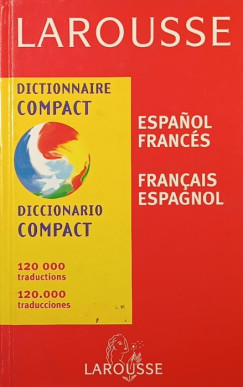 LAROUSSE
DICTIONNAIRE
COMPACT
DICCIONARIO
COMPACT
120 000
traductions
120.000
traducciones
ESPAÑOL
FRANCÉS
FRANÇAIS
ESPAGNOL
LAROUSSE